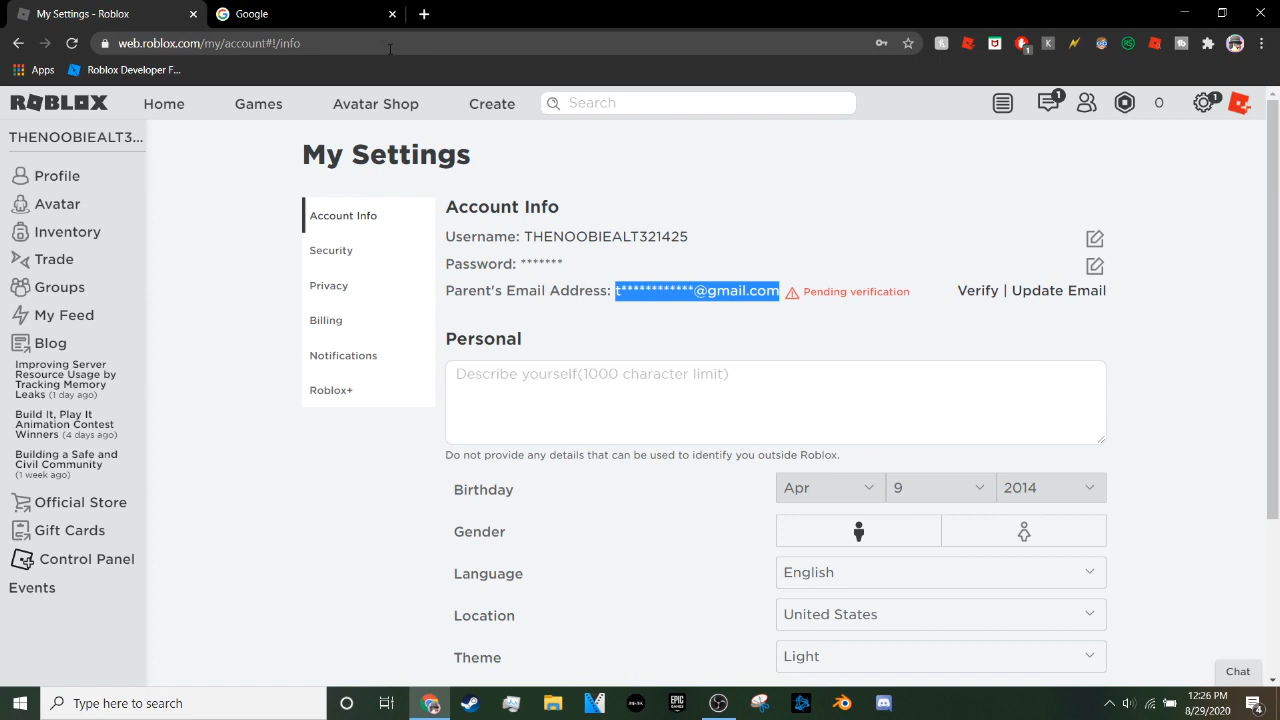 My Settings - Roblox
Google
web.roblox.com/my/account#!/info
1
Apps
Roblox Developer F...
ROBLOX
Home
Games
Avatar Shop
Create
Search
1
0
1
THENOOBIEALT3...
Profile
Avatar
Inventory
Trade
Groups
My Feed
Blog
Improving Server
Resource Usage by
Tracking Memory
Leaks (1 day ago)
Build It, Play It
Animation Contest
Winners (4 days ago)
Building a Safe and
Civil Community
(1 week ago)
Official Store
Gift Cards
Control Panel
Events
My Settings
Account Info
Security
Privacy
Billing
Notifications
Roblox+
Account Info
Username: THENOOBIEALT321425
Password: *******
Parent's Email Address: t************@gmail.com Pending verification Verify | Update Email
Personal
Describe yourself(1000 character limit)
Do not provide any details that can be used to identify you outside Roblox.
Birthday Apr 9 2014
Gender
Language English
Location United States
Theme Light
Chat
Type here to search
12:26 PM
8/29/2020
4